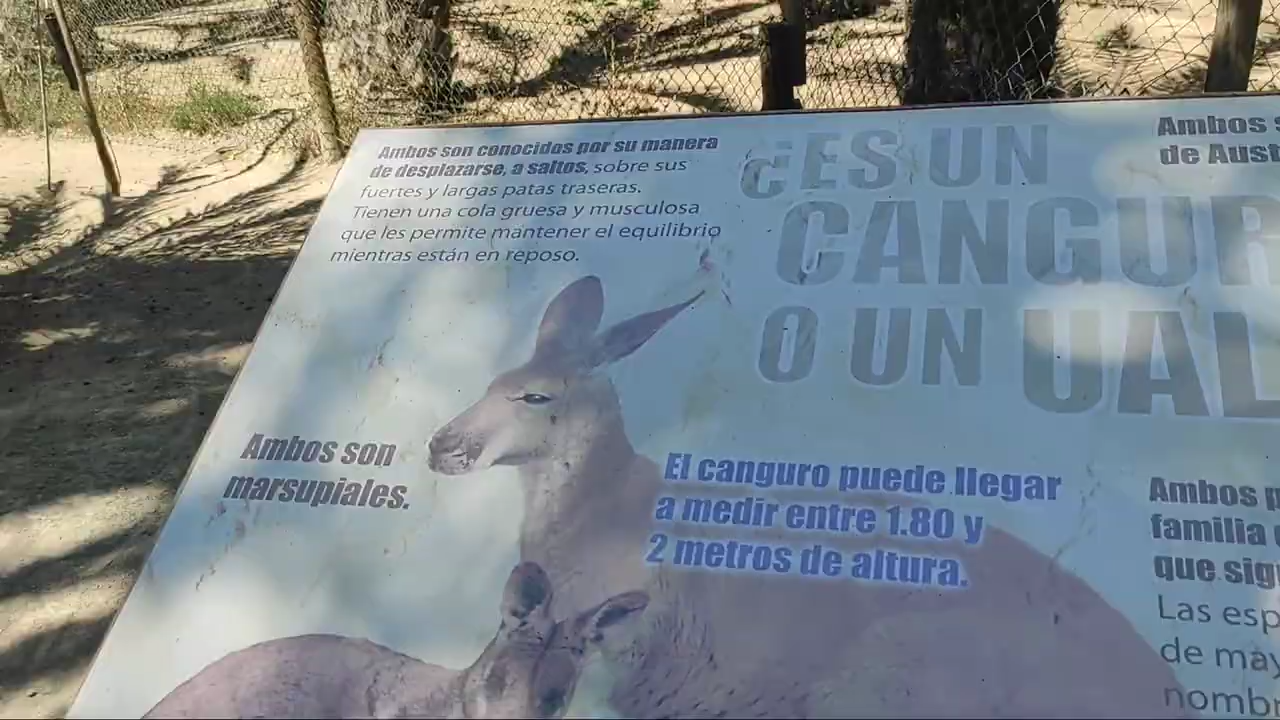 Ambos son conocidos por su manera
de desplazarse, a saltos, sobre sus
fuertes y largas patas traseras.
Tienen una cola gruesa y musculosa
que les permite mantener el equilibrio
mientras están en reposo.
¿ES UN
CANGUR
O UN UAL
Ambos
de Aust
Ambos son
marsupiales.
El canguro puede llegar
a medir entre 1.80 y
2 metros de altura.
Ambos p
familia
que sig
Las esp
de may
nombr